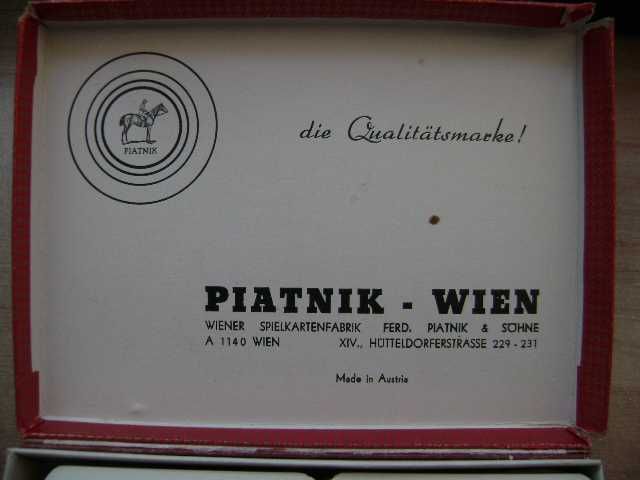 PIATNIK
die Qualitätsmarke!
PIATNIK - WIEN
WIENER SPIELKARTENFABRIK FERD. PIATNIK & SÖHNE
A 1140 WIEN XIV., HÜTTELDORFERSTRASSE 229-231
Made in Austria